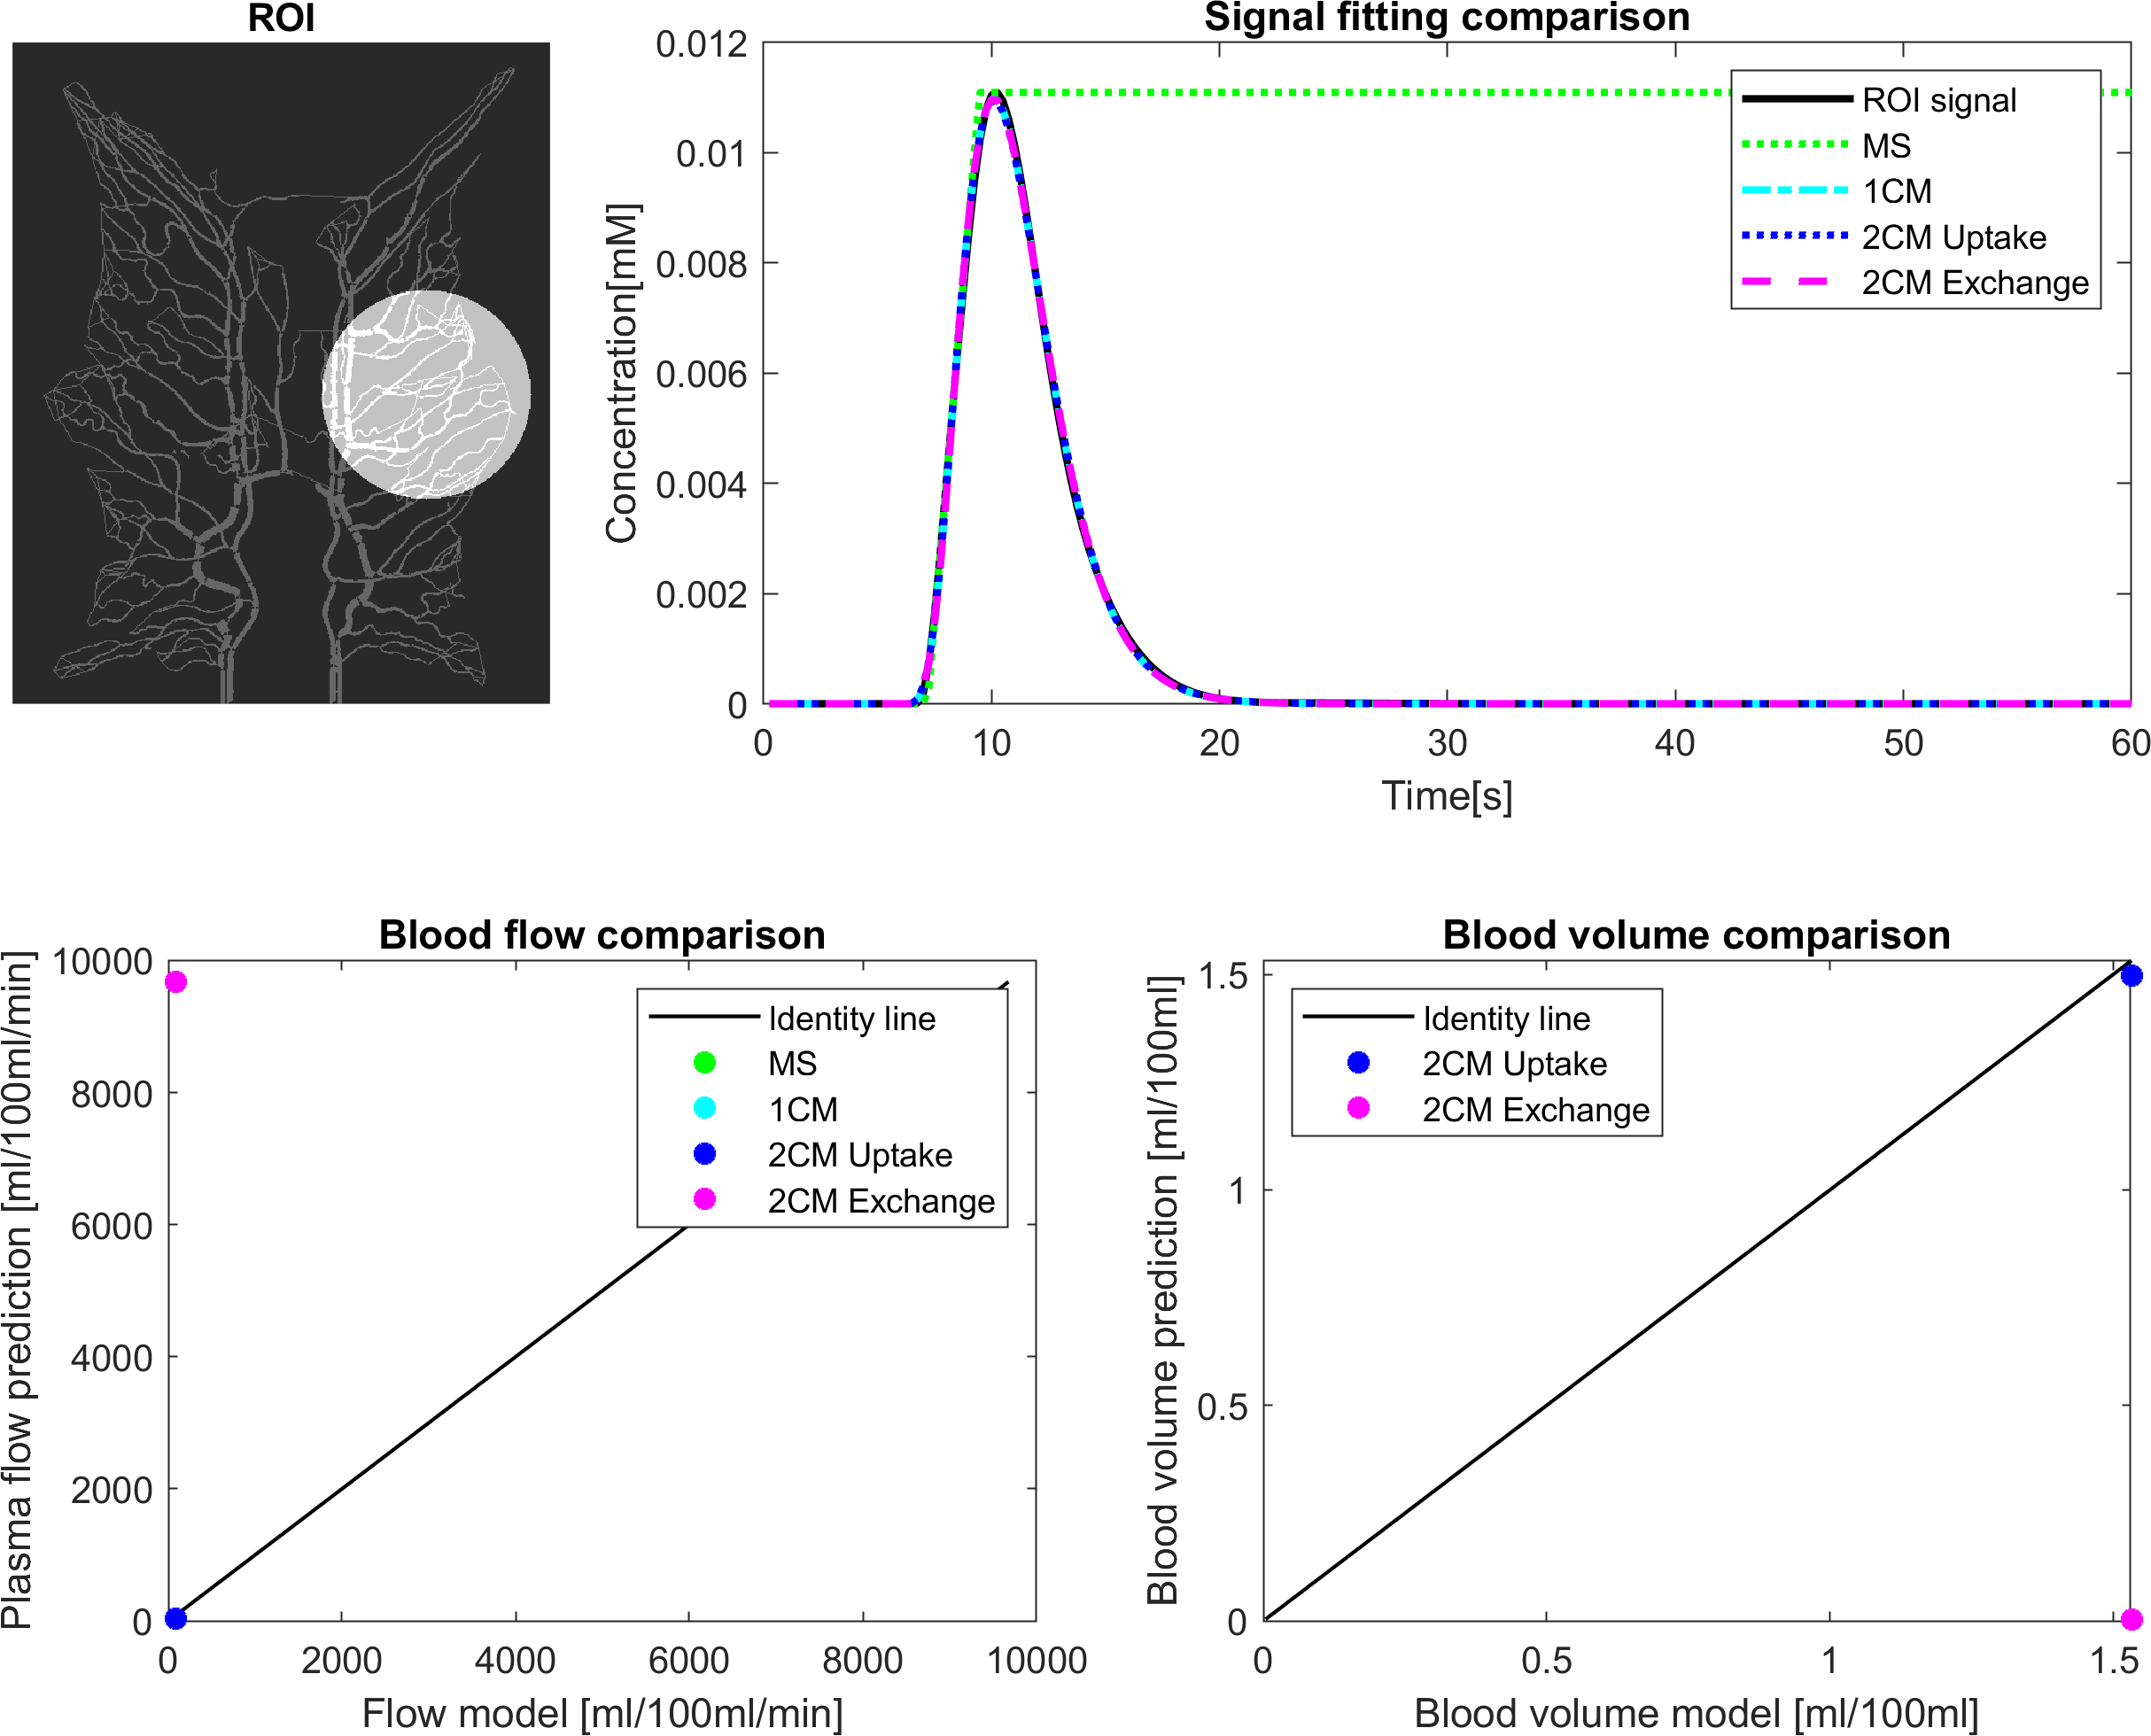 ROI
Signal fitting comparison
0.012
0.01
0.008
0.006
0.004
0.002
0
Concentration[mM]
ROI signal
MS
1CM
2CM Uptake
2CM Exchange
0 10 20 30 40 50 60
Time[s]
Blood flow comparison
10000
8000
6000
4000
2000
0
Plasma flow prediction [ml/100ml/min]
Identity line
MS
1CM
2CM Uptake
2CM Exchange
0 2000 4000 6000 8000 10000
Flow model [ml/100ml/min]
Blood volume comparison
1.5
1
0.5
0
Blood volume prediction [ml/100ml]
Identity line
2CM Uptake
2CM Exchange
0 0.5 1 1.5
Blood volume model [ml/100ml]